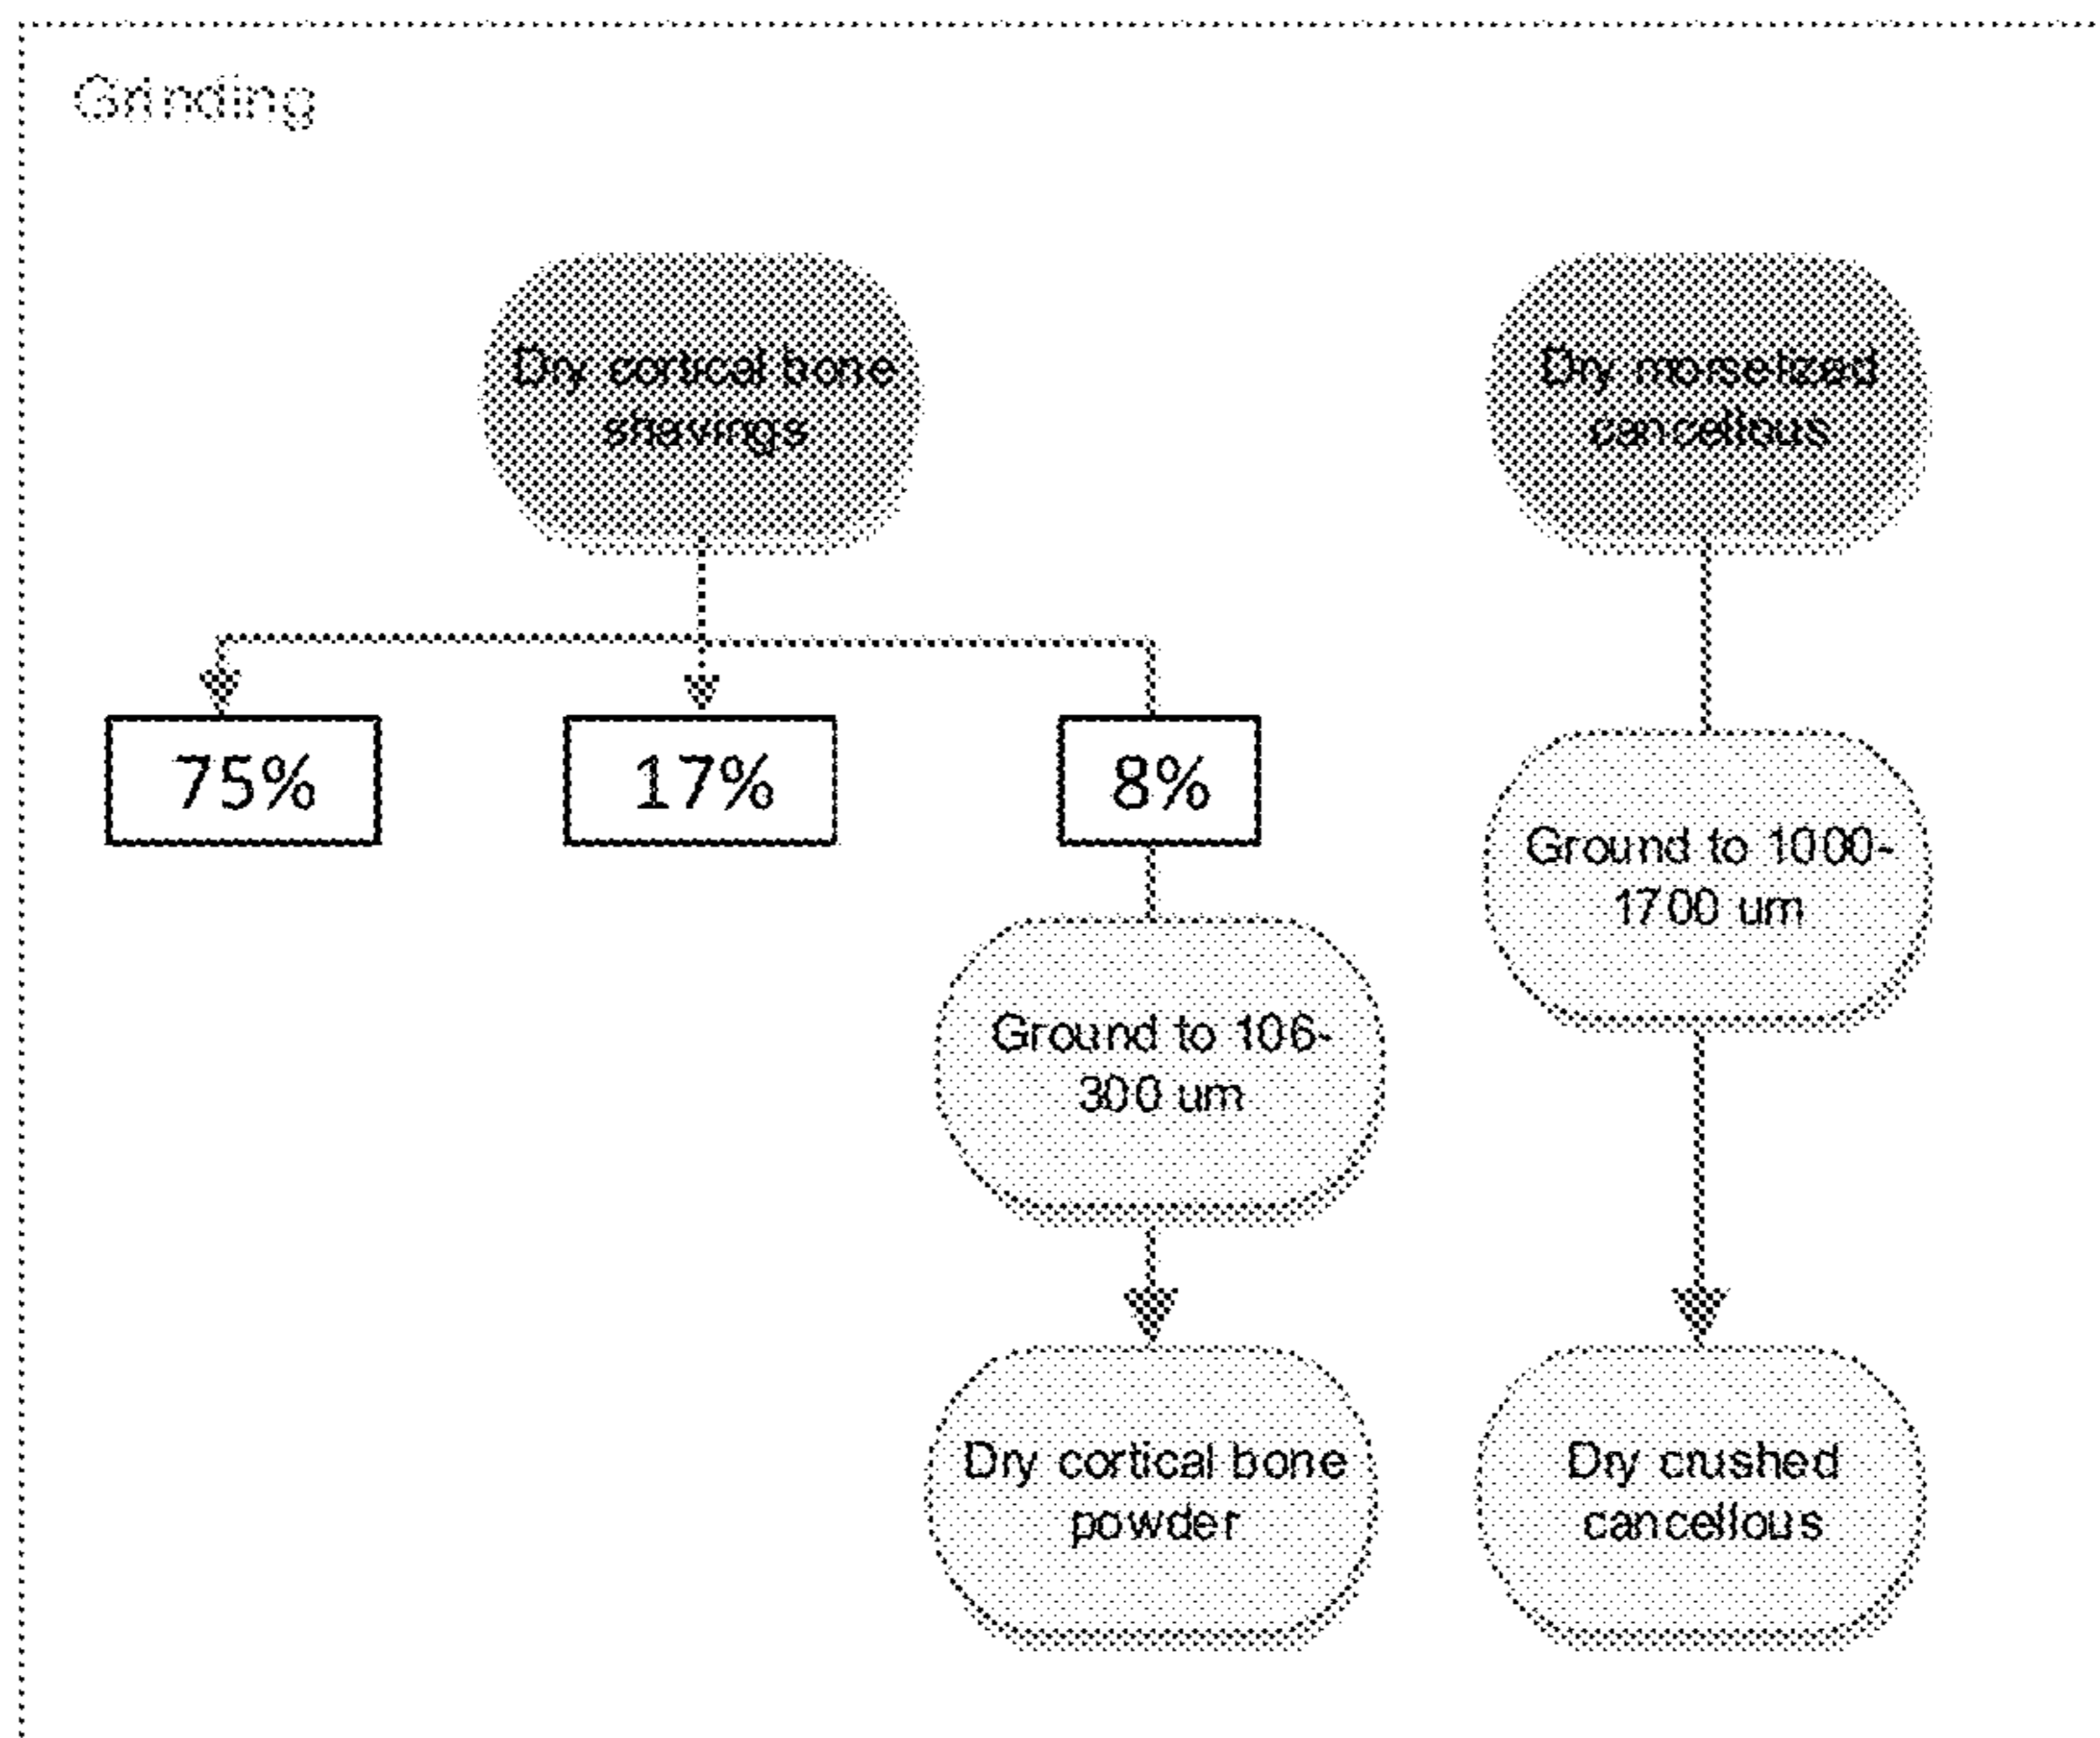 Grinding
Dry cortical bone
shavings
Dry morselized
cancellous
75%
17%
8%
Ground to 1000-
1700 um
Ground to 106-
300 um
Dry cortical bone
powder
Dry crushed
cancellous